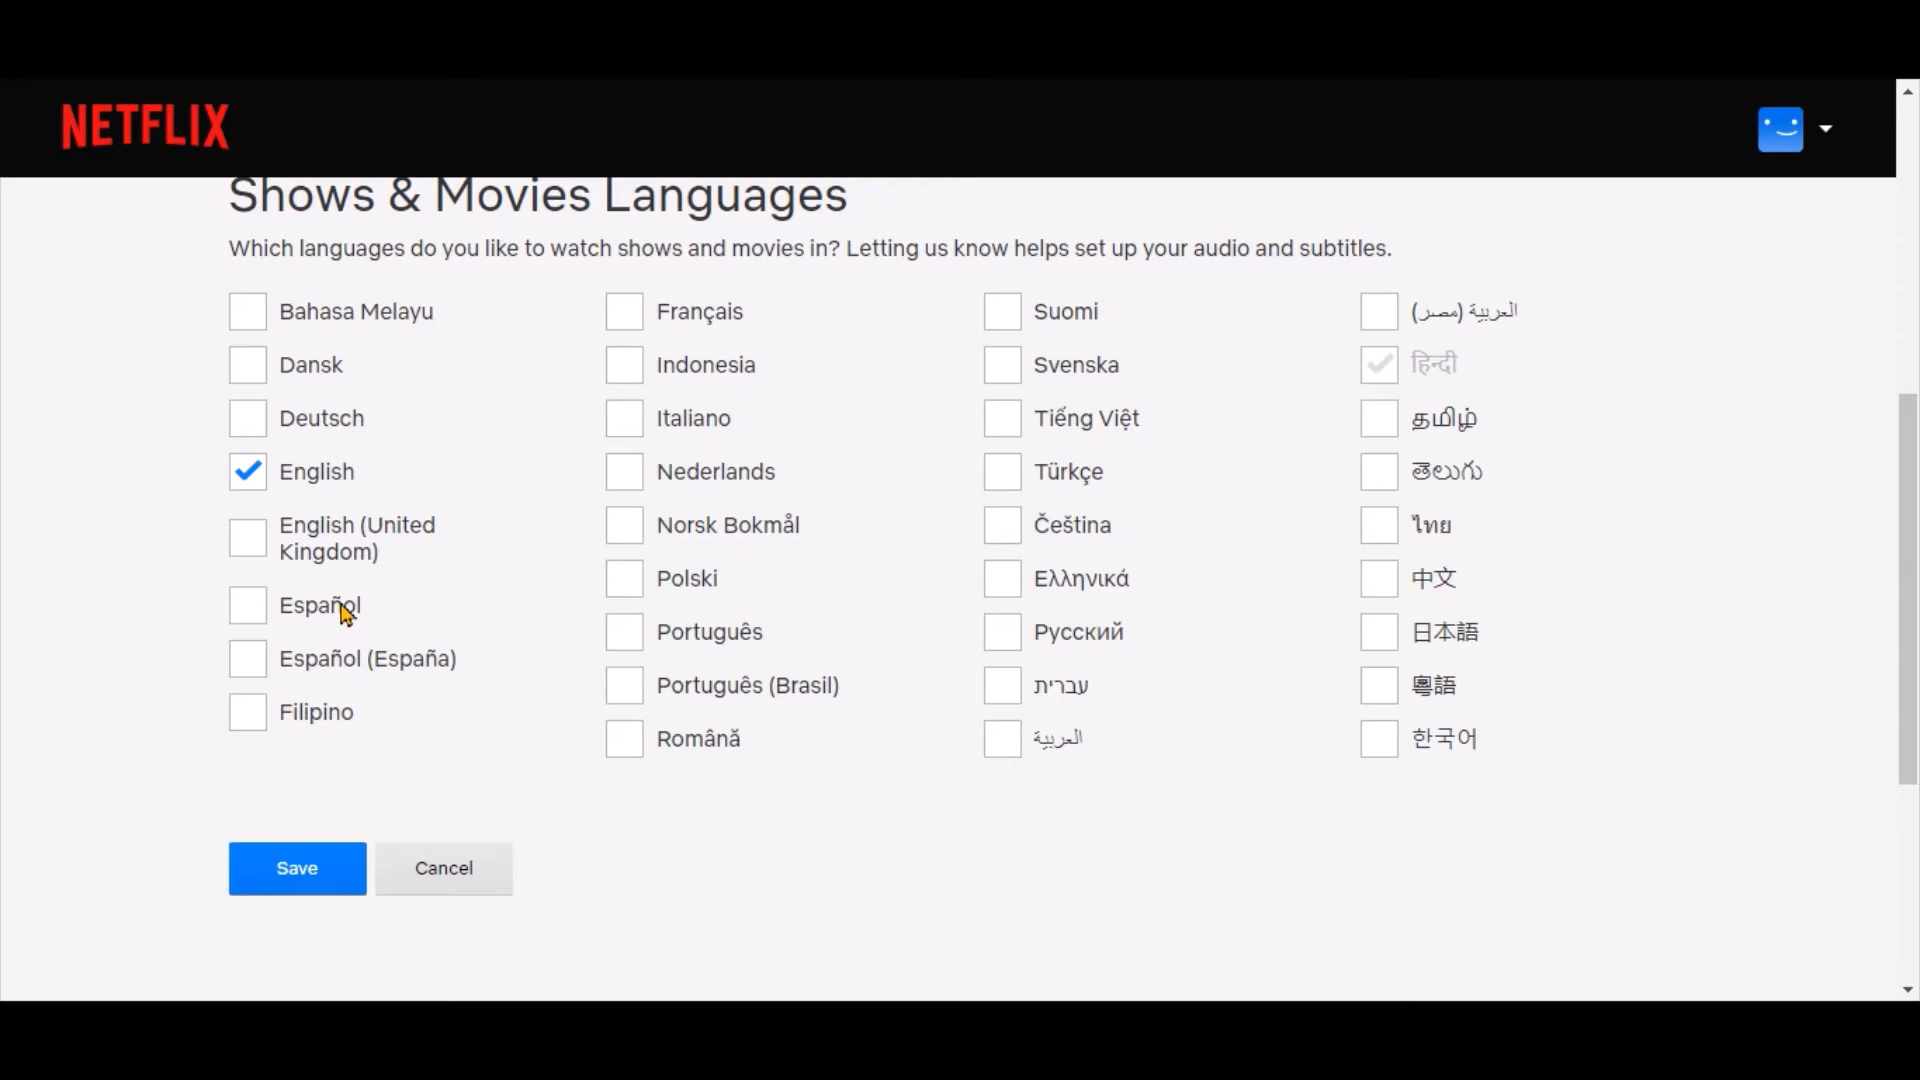 NETFLIX
Shows & Movies Languages
Which languages do you like to watch shows and movies in? Letting us know helps set up your audio and subtitles.
Bahasa Melayu
Dansk
Deutsch
English
English (United
Kingdom)
Español
Español (España)
Filipino
Français
Indonesia
Italiano
Nederlands
Norsk Bokmål
Polski
Português
Português (Brasil)
Română
Suomi
Svenska
Tiếng Việt
Türkçe
Čeština
Ελληνικά
Русский
עברית
العربية
العربية (مصر)
हिन्दी
தமிழ்
తెలుగు
ไทย
中文
日本語
粵語
한국어
Save
Cancel